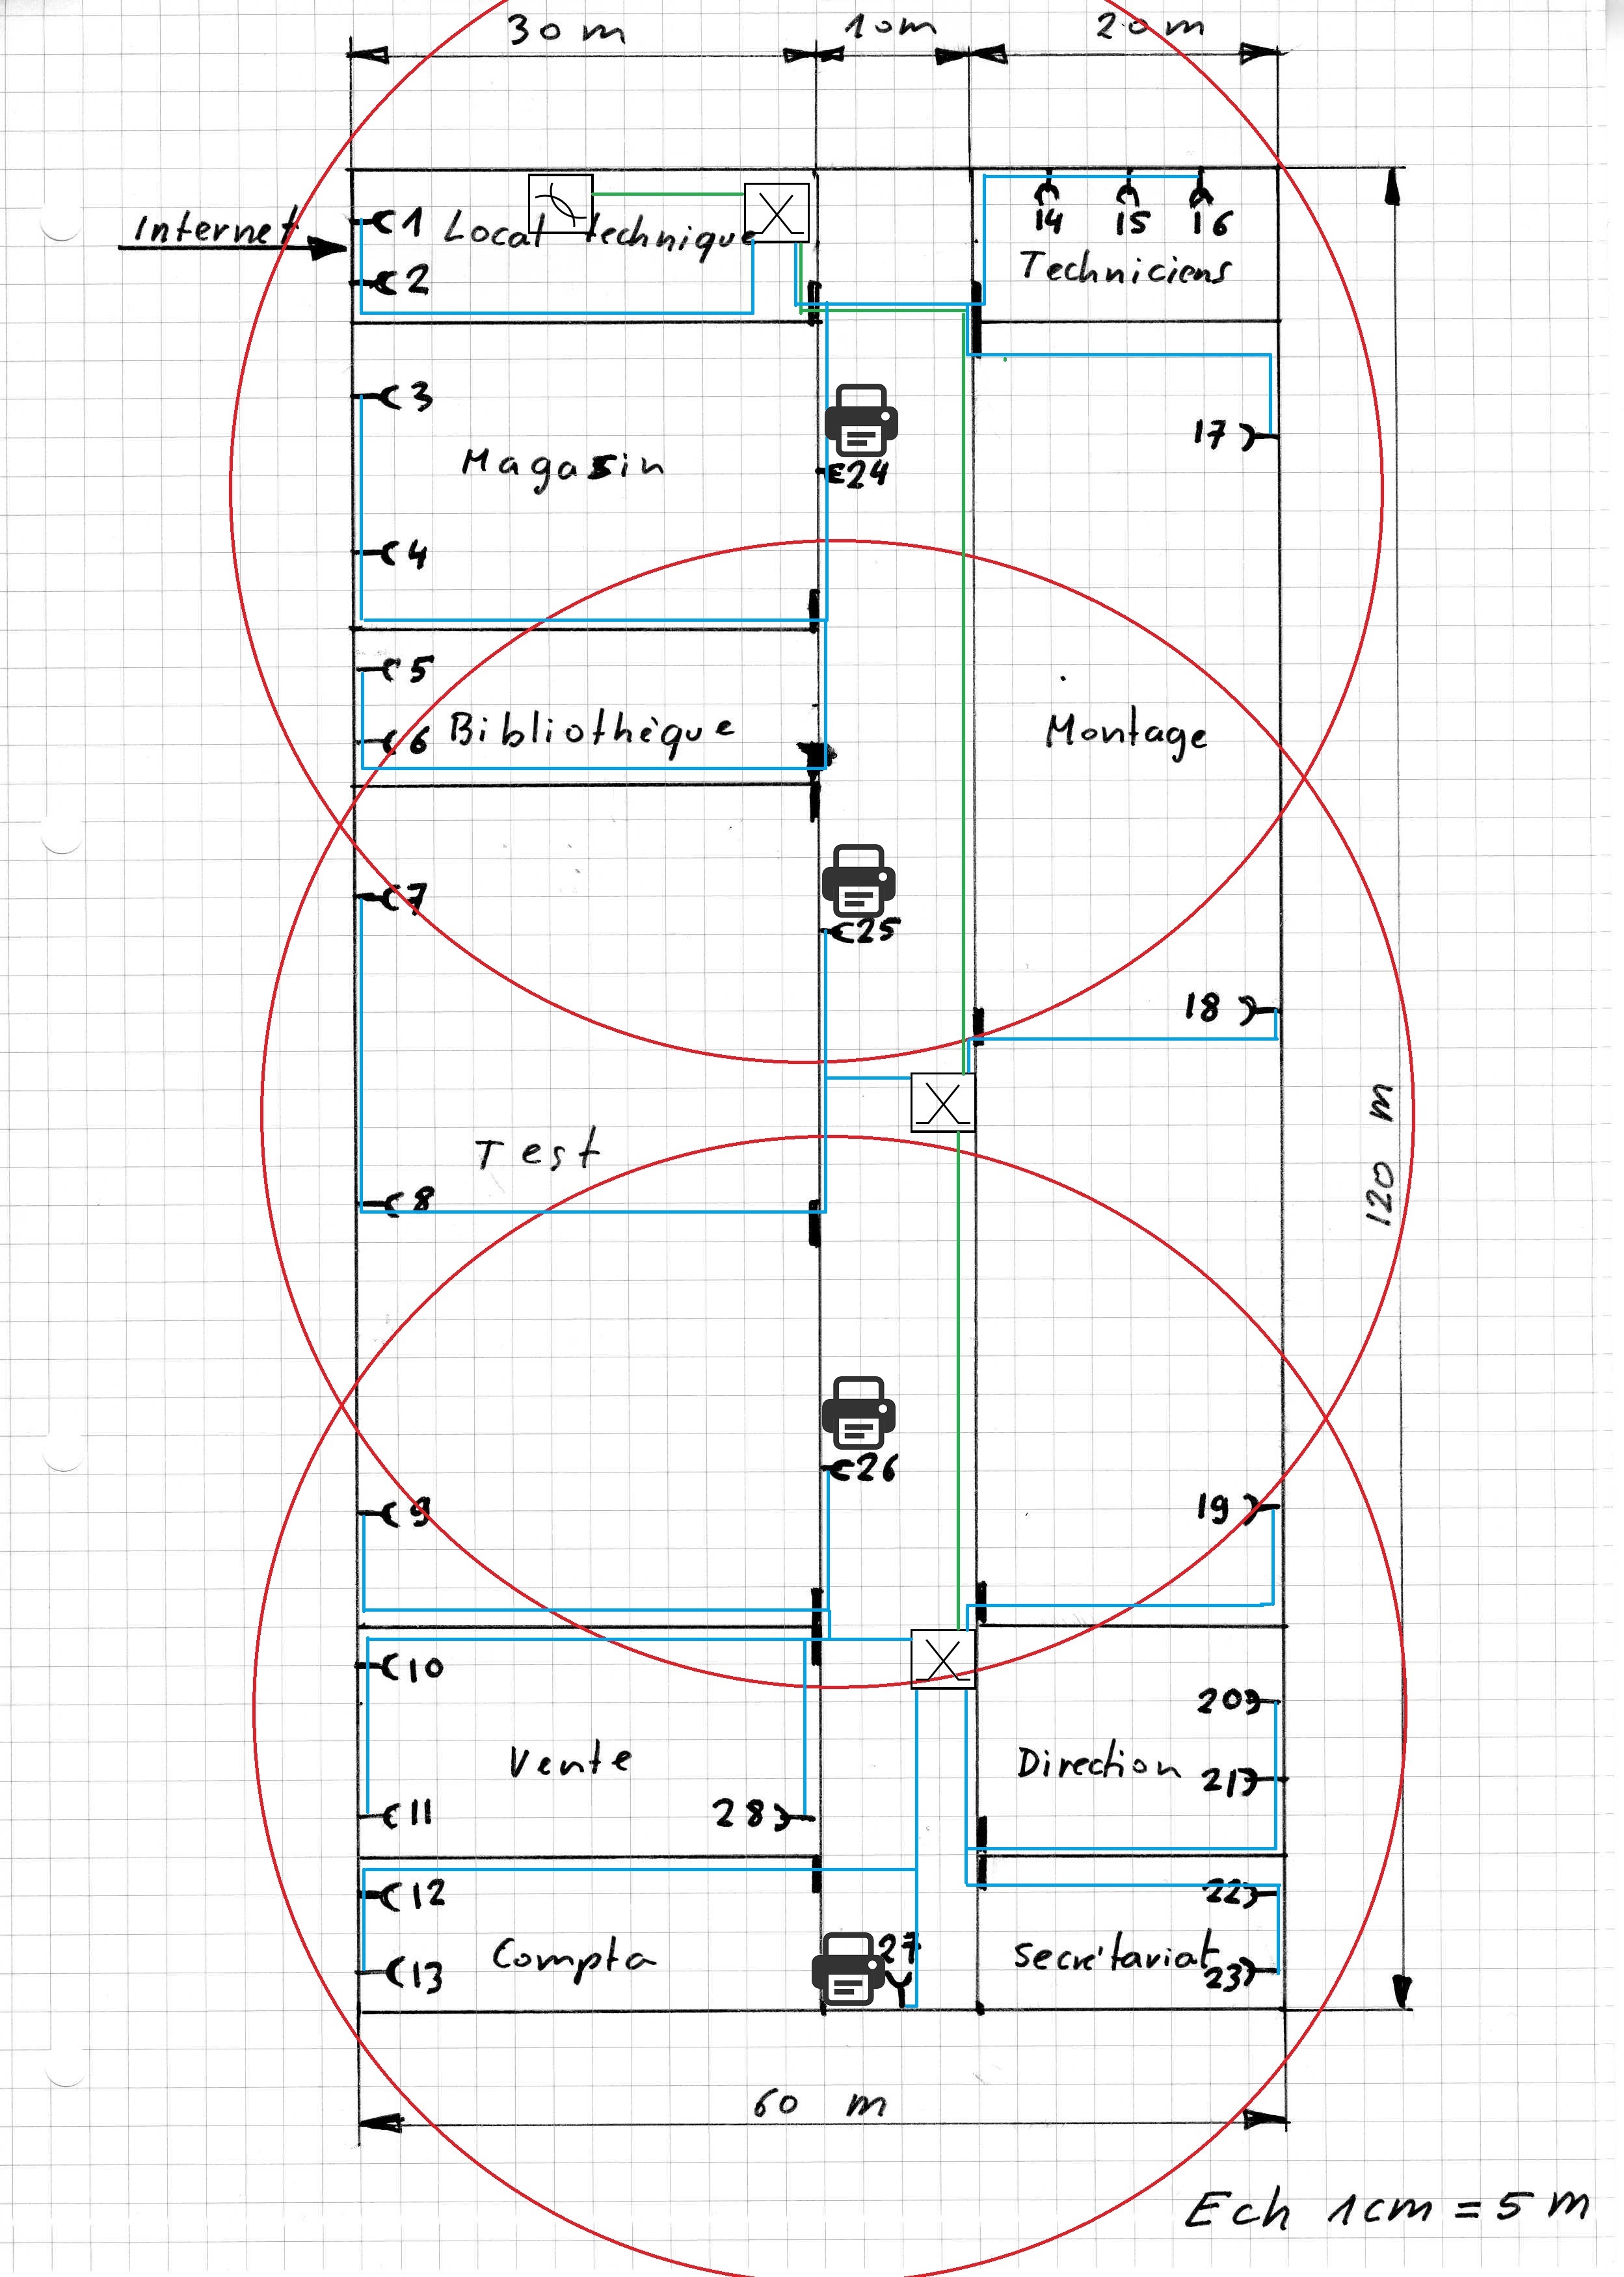 30 m
10m
20 m
Internet
1
Local technique
2
14
15
16
Techniciens
3
Magasin
4
24
17
5
6
Bibliothèque
Montage
7
25
18
Test
8
120 m
26
9
19
10
Vente
11
28
20
Direction
21
12
Compta
13
27
22
secrétariat
23
60 m
Ech 1cm = 5 m